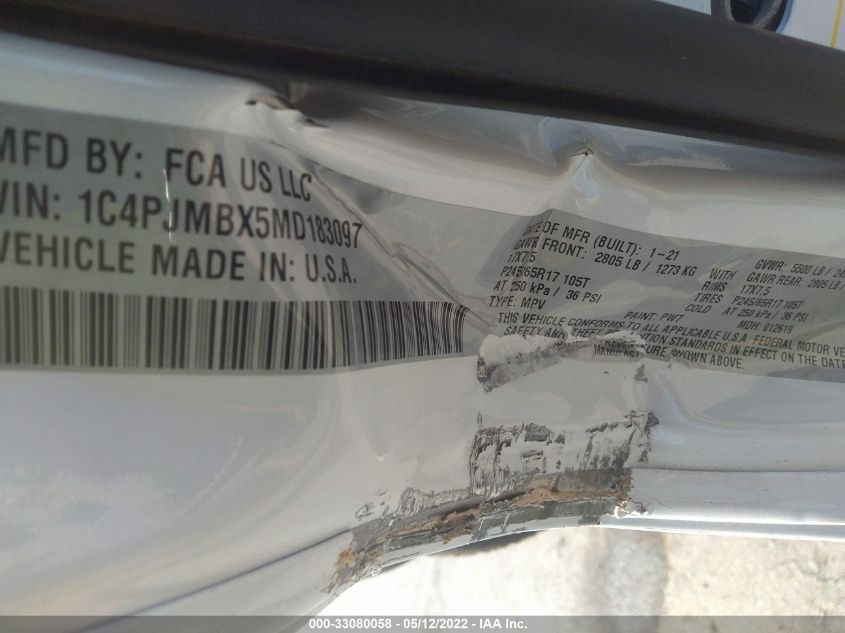 MFD BY: FCA US LLC
VIN: 1C4PJMBX5MD183097
VEHICLE MADE IN: U.S.A.
DATE OF MFR (BUILT): 1-21
GVWR: 5500 LB
GAWR FRONT: 2805 LB / 1273 KG WITH GAWR REAR: 2805 LB
17X7.5 RIMS 17X7.5
P245/65R17 105T TIRES P245/65R17 105T
AT 250 kPa / 36 PSI COLD AT 250 kPa / 36 PSI
TYPE: MPV PAINT: PW7 MDH: 012619
THIS VEHICLE CONFORMS TO ALL APPLICABLE U.S.A. FEDERAL MOTOR
SAFETY AND THEFT STANDARDS IN EFFECT ON THE DATE
SHOWN ABOVE.
000-33080058 - 05/12/2022 - IAA Inc.